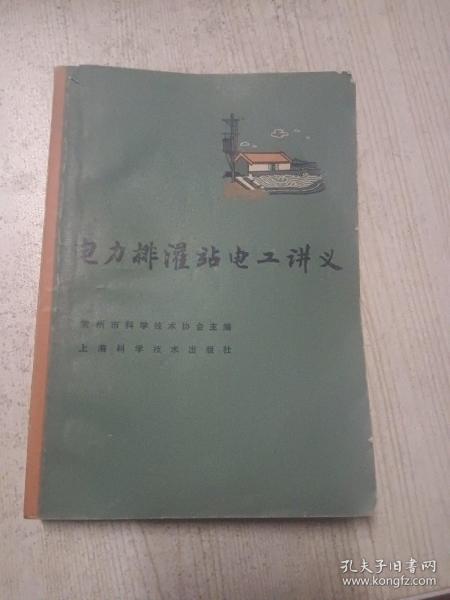 电力排灌站电工讲义
常州市科学技术协会主编
上海科学技术出版社
孔夫子旧书网
www.kongfz.com